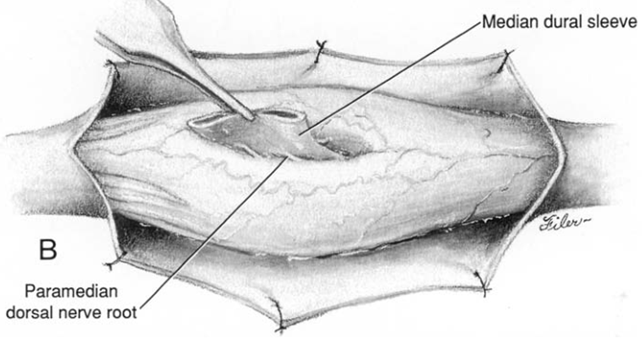 Median dural sleeve
Filer
B
Paramedian
dorsal nerve root